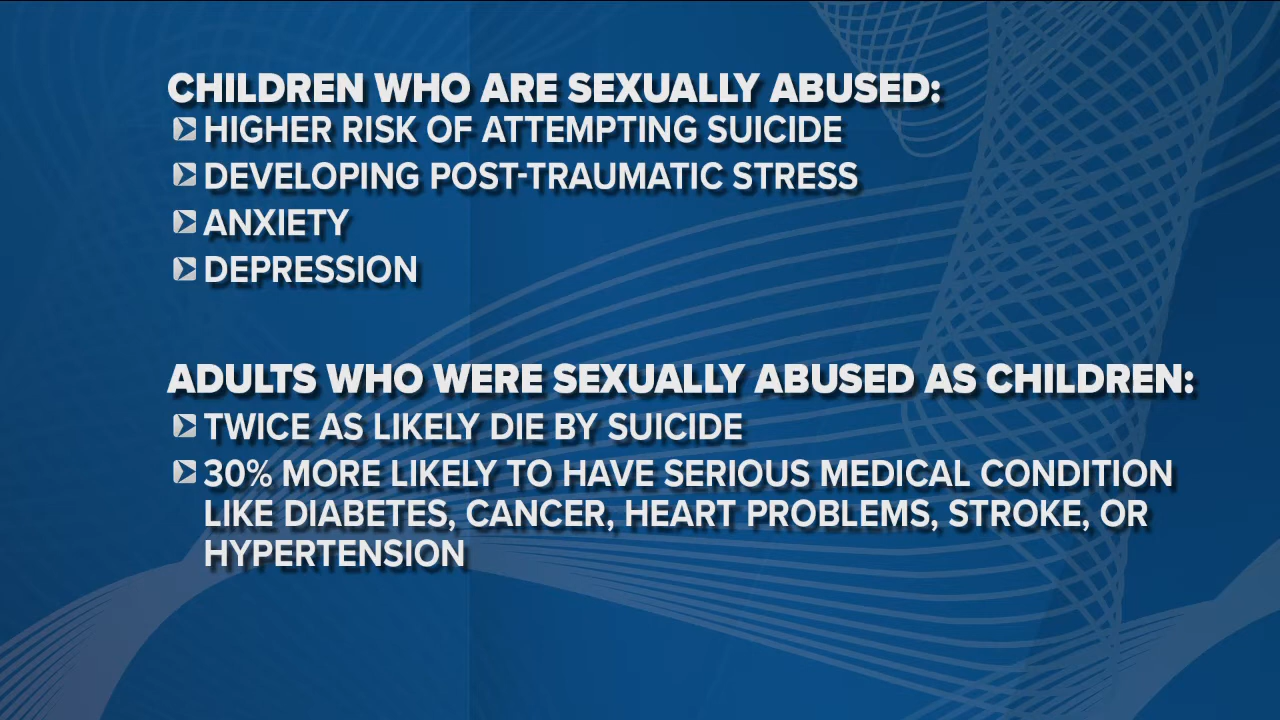 CHILDREN WHO ARE SEXUALLY ABUSED:
HIGHER RISK OF ATTEMPTING SUICIDE
DEVELOPING POST-TRAUMATIC STRESS
ANXIETY
DEPRESSION
ADULTS WHO WERE SEXUALLY ABUSED AS CHILDREN:
TWICE AS LIKELY DIE BY SUICIDE
30% MORE LIKELY TO HAVE SERIOUS MEDICAL CONDITION
LIKE DIABETES, CANCER, HEART PROBLEMS, STROKE, OR
HYPERTENSION